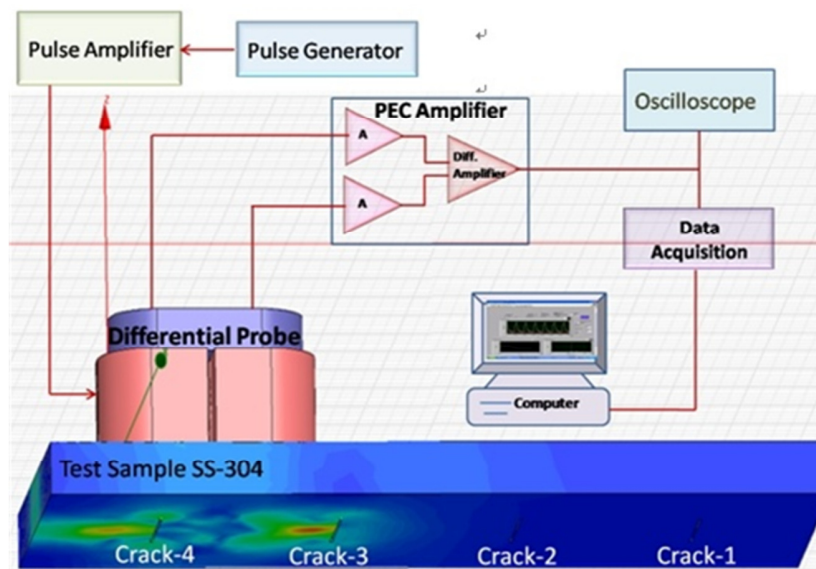 Pulse Amplifier
Pulse Generator
PEC Amplifier
Oscilloscope
A
Diff.
Amplifier
A
Data
Acquisition
z
Differential Probe
Computer
Test Sample SS-304
Crack-4
Crack-3
Crack-2
Crack-1